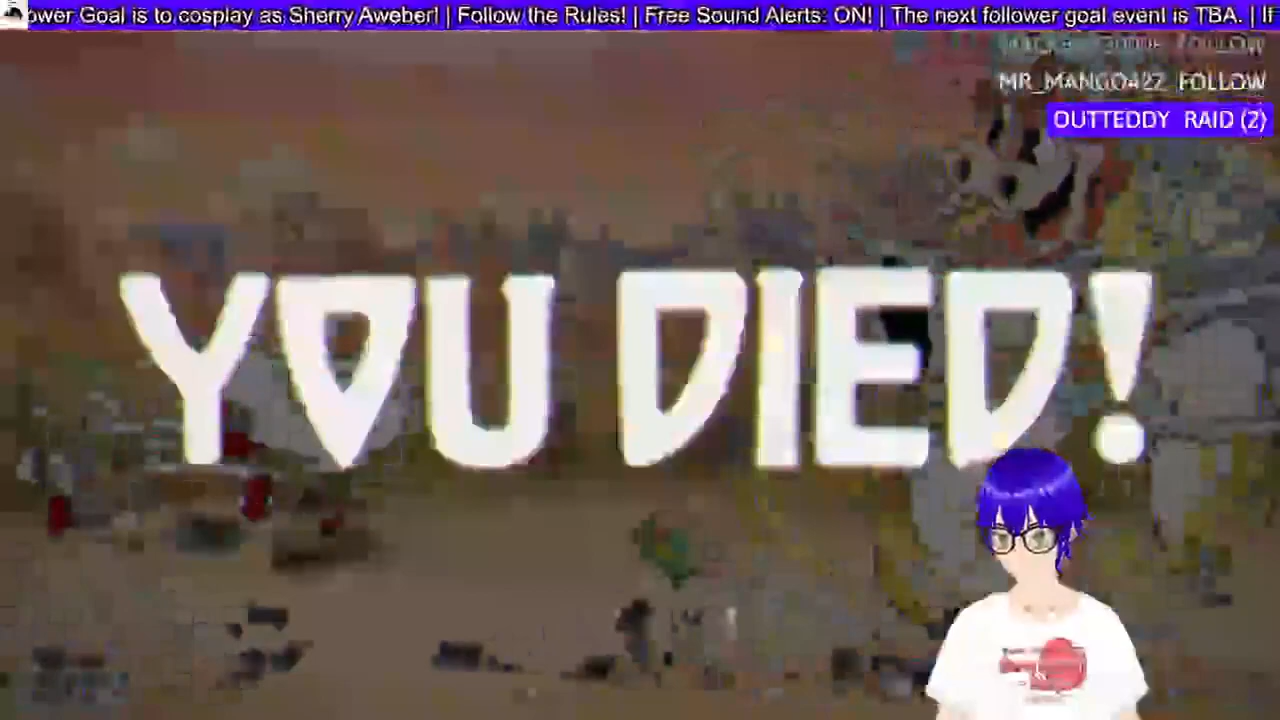 ower Goal is to cosplay as Sherry Aweber! | Follow the Rules! | Free Sound Alerts: ON! | The next follower goal event is TBA. | If
FOLLOW
MR_MANGO422 FOLLOW
OUTTEDDY RAID (2)
YOU DIED!